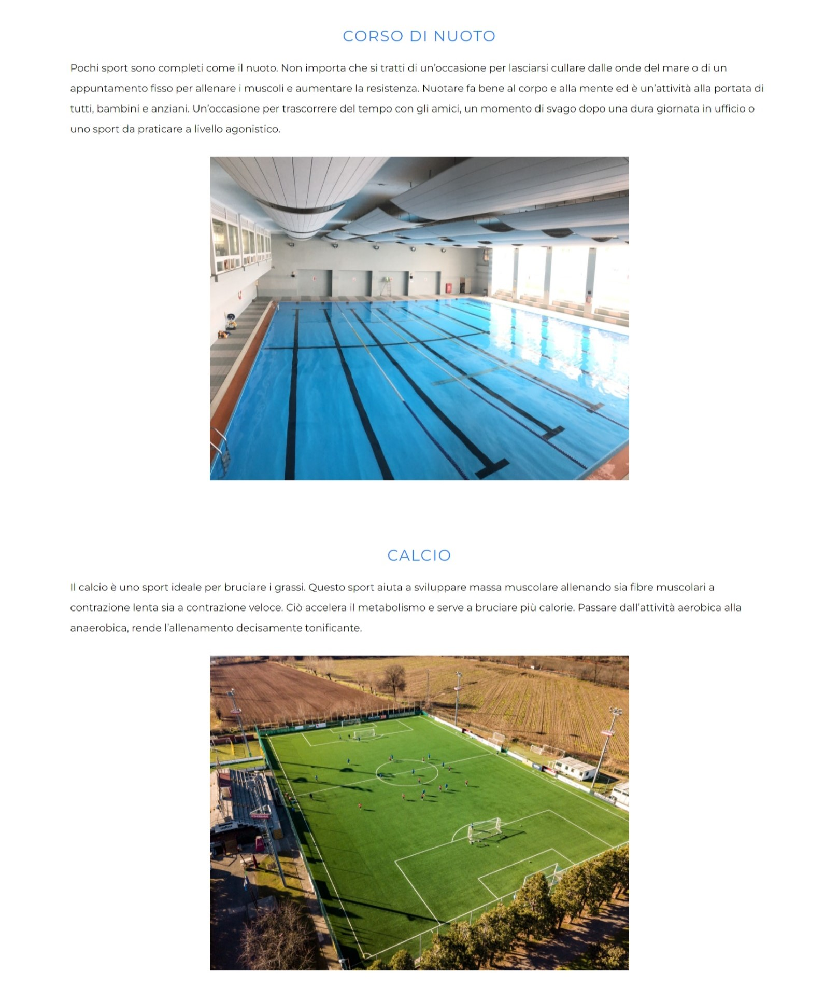 CORSO DI NUOTO
Pochi sport sono completi come il nuoto. Non importa che si tratti di un'occasione per lasciarsi cullare dalle onde del mare o di un
appuntamento fisso per allenare i muscoli e aumentare la resistenza. Nuotare fa bene al corpo e alla mente ed è un'attività alla portata di
tutti, bambini e anziani. Un'occasione per trascorrere del tempo con gli amici, un momento di svago dopo una dura giornata in ufficio o
uno sport da praticare a livello agonistico.
CALCIO
Il calcio è uno sport ideale per bruciare i grassi. Questo sport aiuta a sviluppare massa muscolare allenando sia fibre muscolari a
contrazione lenta sia a contrazione veloce. Ciò accelera il metabolismo e serve a bruciare più calorie. Passare dall'attività aerobica alla
anaerobica, rende l'allenamento decisamente tonificante.